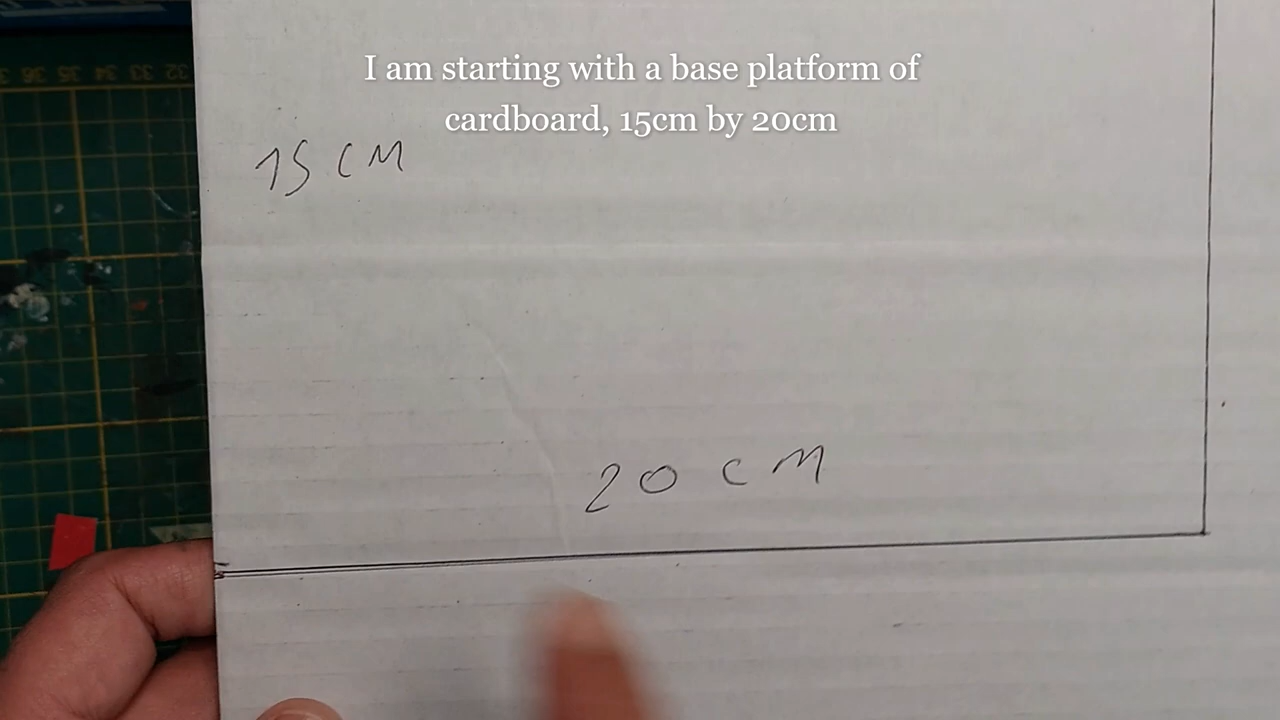 I am starting with a base platform of
cardboard, 15cm by 20cm
15 CM
20 CM